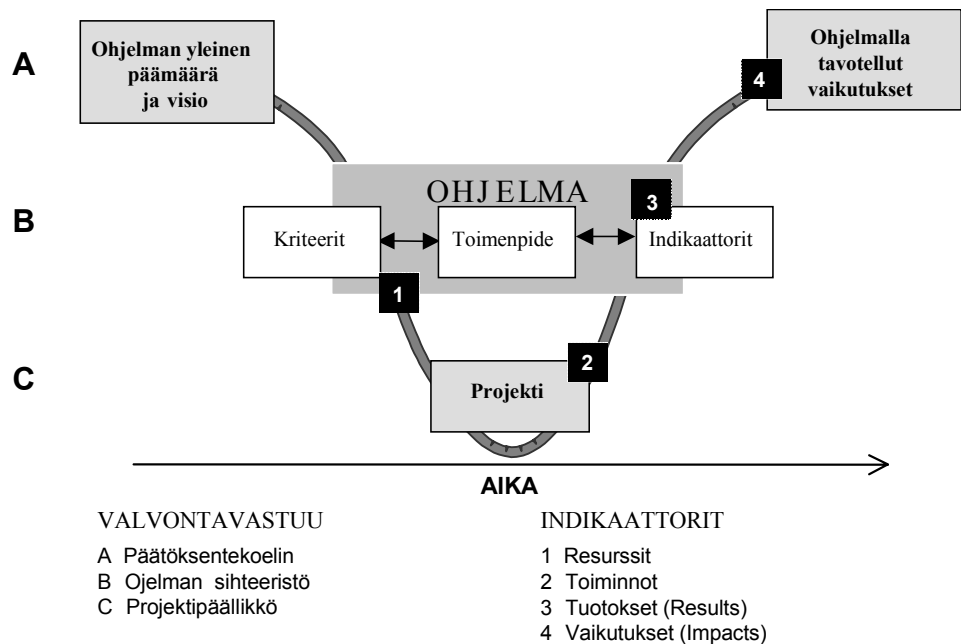 A
Ohjelman yleinen
päämäärä
ja visio
4
Ohjelmalla
tavotellut
vaikutukset
B
OHJELMA
3
Kriteerit
Toimenpide
Indikaattorit
1
C
2
Projekti
AIKA
VALVONTAVASTUU
A Päätöksentekoelin
B Ojelman sihteeristö
C Projektipäällikkö
INDIKAATTORIT
1 Resurssit
2 Toiminnot
3 Tuotokset (Results)
4 Vaikutukset (Impacts)